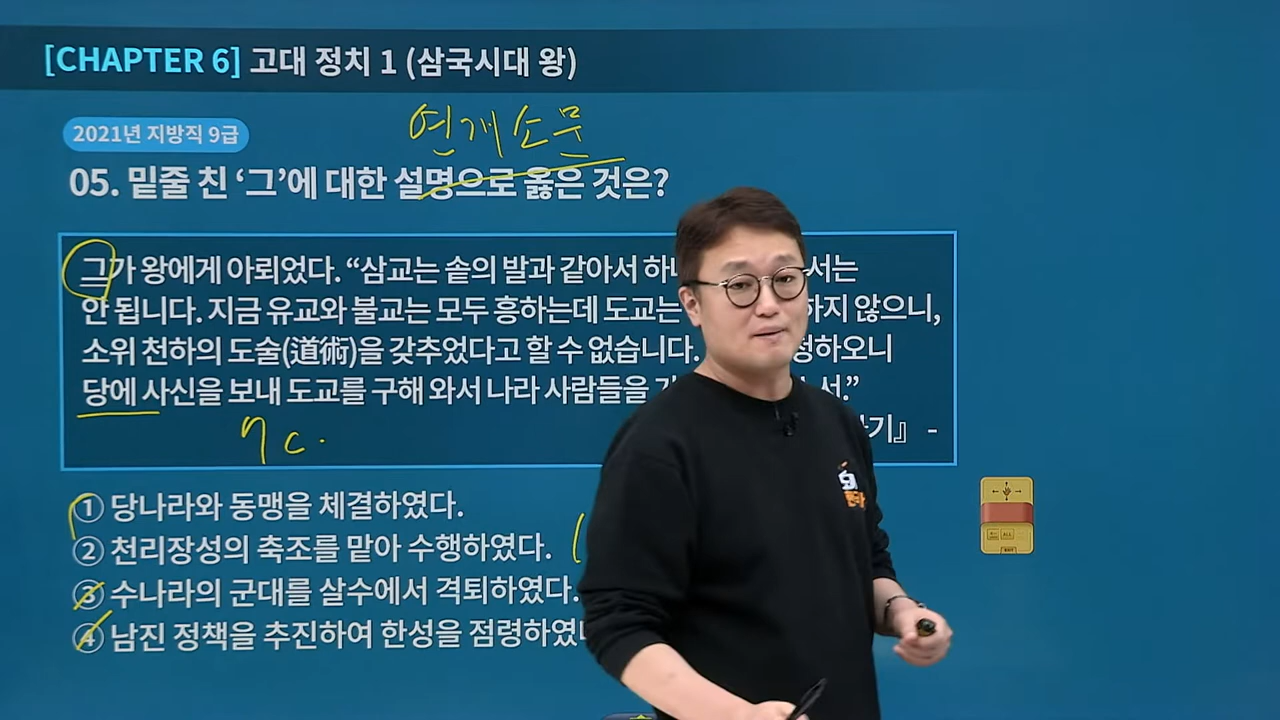 [CHAPTER 6] 고대 정치 1 (삼국시대 왕)
연개소문
2021년 지방직 9급
05. 밑줄 친 ‘그’에 대한 설명으로 옳은 것은?
그가 왕에게 아뢰었다. “삼교는 솥의 발과 같아서 서는
안 됩니다. 지금 유교와 불교는 모두 흥하는데 도교는 하지 않으니,
소위 천하의 도술(道術)을 갖추었다고 할 수 없습니다.
당에 사신을 보내 도교를 구해 와서 나라 사람들을 서.”
7c.
기』 -
① 당나라와 동맹을 체결하였다.
② 천리장성의 축조를 맡아 수행하였다.
③ 수나라의 군대를 살수에서 격퇴하였다.
④ 남진 정책을 추진하여 한성을 점령하였